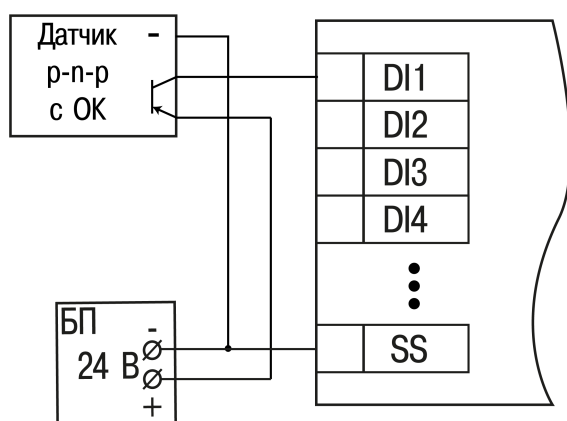 Датчик -
p-n-p
с ОК
DI1
DI2
DI3
DI4
SS
БП -
24 В
+